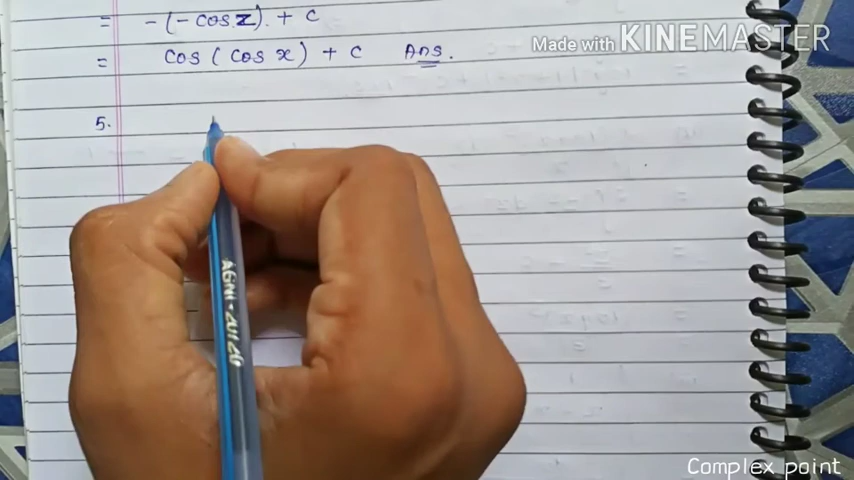 = -(-cos z) + c
Made with KINEMASTER
= cos (cos x) + c Ans.
5.
Complex point